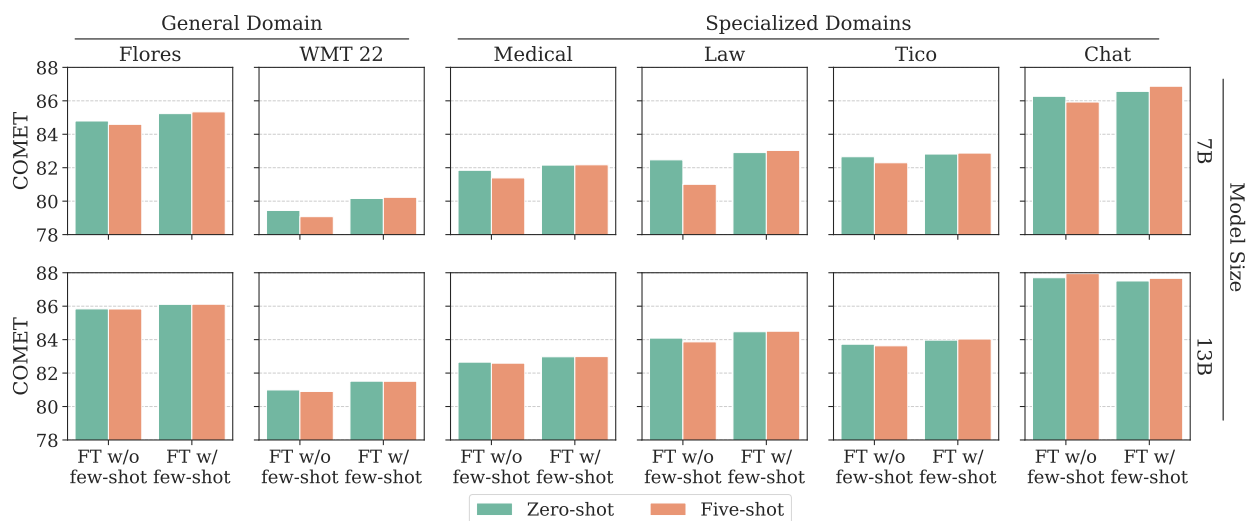 General Domain
Specialized Domains
Flores
WMT 22
Medical
Law
Tico
Chat
COMET
88
86
84
82
80
78
7B
COMET
88
86
84
82
80
78
13B
Model Size
FT w/o
few-shot
FT w/
few-shot
FT w/o
few-shot
FT w/
few-shot
FT w/o
few-shot
FT w/
few-shot
FT w/o
few-shot
FT w/
few-shot
FT w/o
few-shot
FT w/
few-shot
FT w/o
few-shot
FT w/
few-shot
Zero-shot
Five-shot